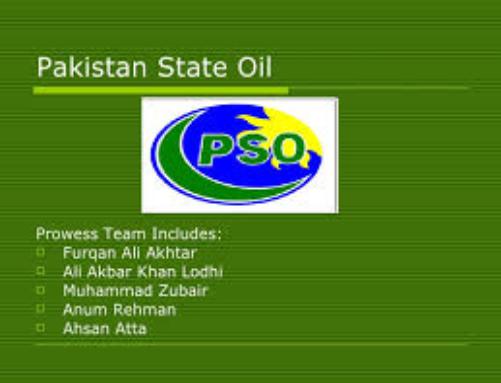 Pakistan State Oil
PSO
Prowess Team Includes:
Furqan Ali Akhtar
Ali Akbar Khan Lodhi
Muhammad Zubair
Anum Rehman
Ahsan Atta